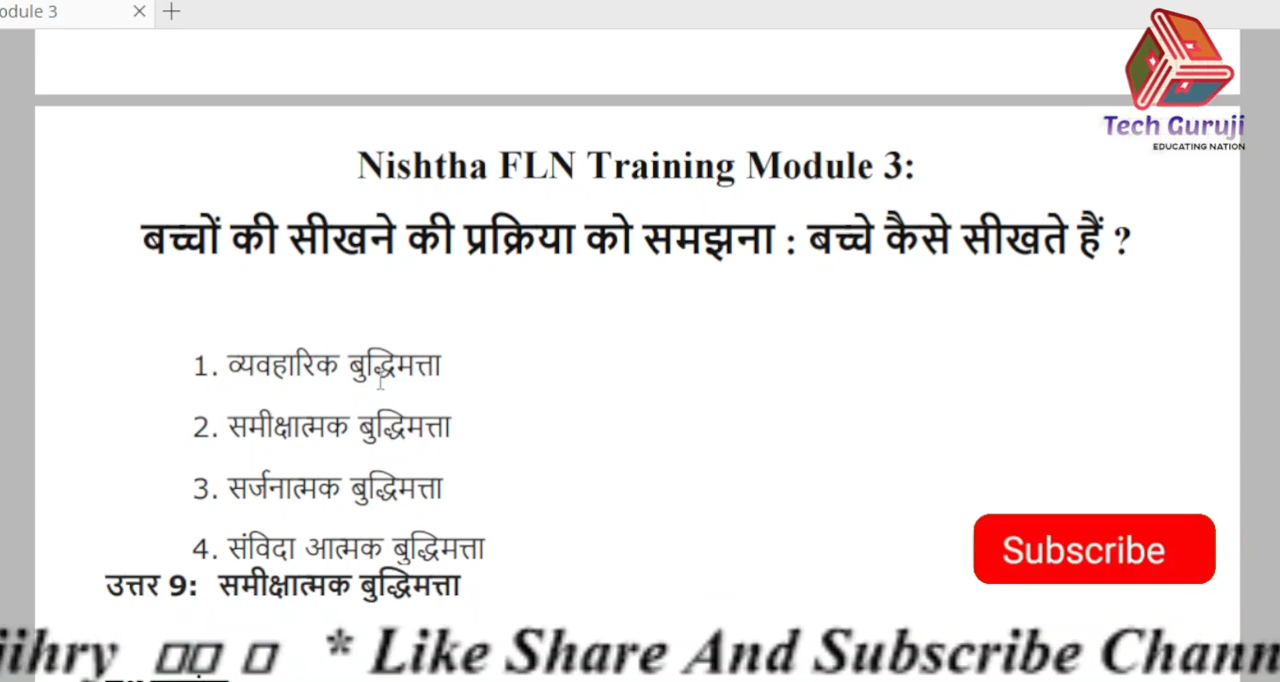 odule 3
Tech Guruji
EDUCATING NATION
Nishtha FLN Training Module 3:
बच्चों की सीखने की प्रक्रिया को समझना : बच्चे कैसे सीखते हैं ?
1. व्यवहारिक बुद्धिमत्ता
2. समीक्षात्मक बुद्धिमत्ता
3. सर्जनात्मक बुद्धिमत्ता
4. संविदा आत्मक बुद्धिमत्ता
Subscribe
उत्तर 9: समीक्षात्मक बुद्धिमत्ता
jihry * Like Share And Subscribe Chann